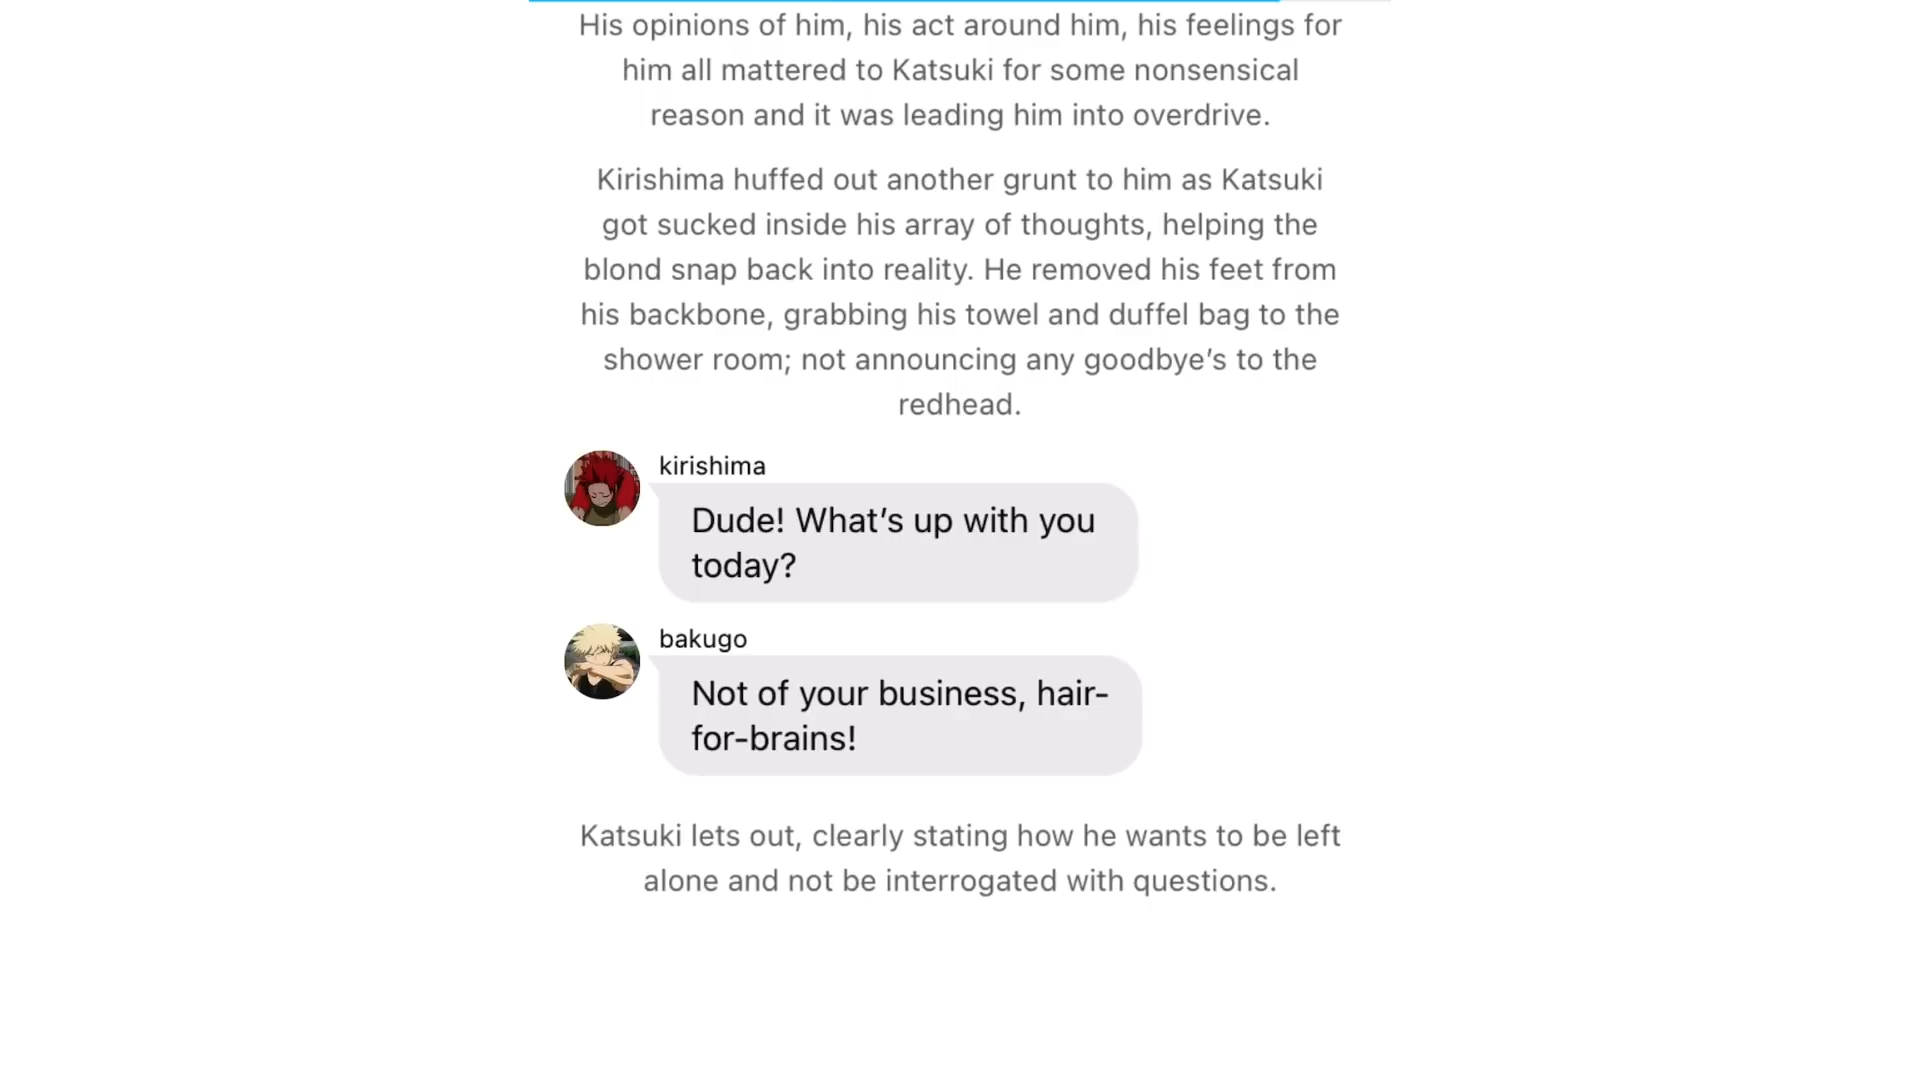 His opinions of him, his act around him, his feelings for
him all mattered to Katsuki for some nonsensical
reason and it was leading him into overdrive.
Kirishima huffed out another grunt to him as Katsuki
got sucked inside his array of thoughts, helping the
blond snap back into reality. He removed his feet from
his backbone, grabbing his towel and duffel bag to the
shower room; not announcing any goodbye’s to the
redhead.
kirishima
Dude! What’s up with you
today?
bakugo
Not of your business, hair-
for-brains!
Katsuki lets out, clearly stating how he wants to be left
alone and not be interrogated with questions.